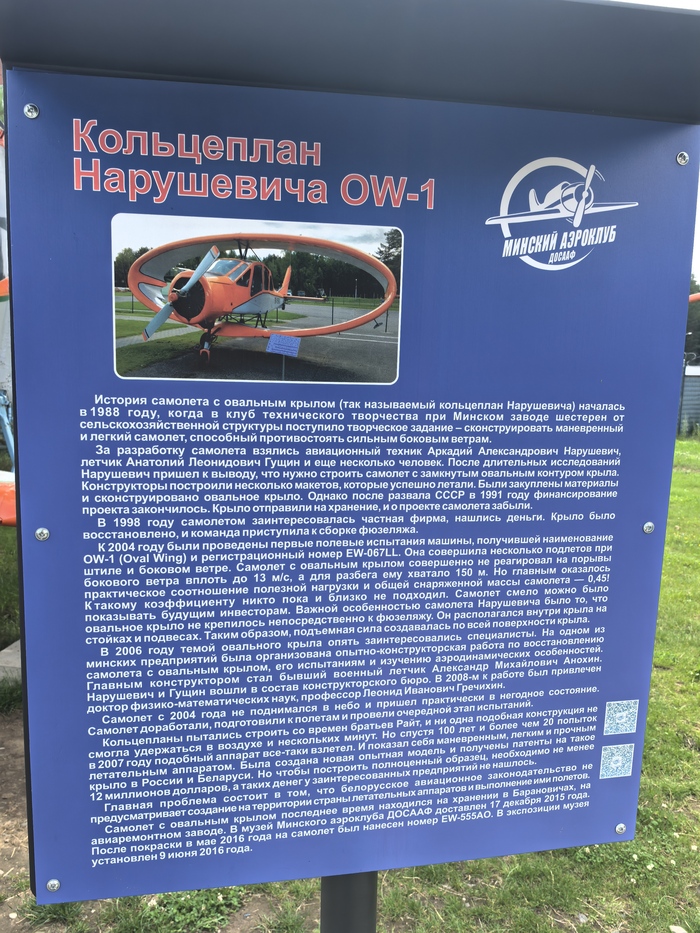 Кольцеплан
Нарушевича OW-1
МИНСКИЙ АЭРОКЛУБ
ДОСААФ
История самолета с овальным крылом (так называемый кольцеплан Нарушевича) началась
в 1988 году, когда в клуб технического творчества при Минском заводе шестерен от
сельскохозяйственной структуры поступило творческое задание – сконструировать маневренный
и легкий самолет, способный противостоять сильным боковым ветрам.
За разработку самолета взялись авиационный техник Аркадий Александрович Нарушевич,
летчик Анатолий Леонидович Гущин и еще несколько человек. После длительных исследований
Нарушевич пришел к выводу, что нужно строить самолет с замкнутым овальным контуром крыла.
Конструкторы построили несколько макетов, которые успешно летали. Были закуплены материалы
и сконструировано овальное крыло. Однако после развала СССР в 1991 году финансирование
проекта закончилось. Крыло отправили на хранение, и о проекте самолета забыли.
В 1998 году самолетом заинтересовалась частная фирма, нашлись деньги. Крыло было
восстановлено, и команда приступила к сборке фюзеляжа.
К 2004 году были проведены первые полевые испытания машины, получившей наименование
OW-1 (Oval Wing) и регистрационный номер EW-067LL. Она совершила несколько подлетов при
штиле и боковом ветре. Самолет с овальным крылом совершенно не реагировал на порывы
бокового ветра вплоть до 13 м/с, а для разбега ему хватало 150 м. Но главным оказалось
практическое соотношение полезной нагрузки и общей снаряженной массы самолета — 0,45!
К такому коэффициенту никто пока и близко не подходил. Самолет смело можно было
показывать будущим инвесторам. Важной особенностью самолета Нарушевича было то, что
овальное крыло не крепилось непосредственно к фюзеляжу. Он располагался внутри крыла на
стойках и подвесах. Таким образом, подъемная сила создавалась по всей поверхности крыла.
В 2006 году темой овального крыла опять заинтересовались специалисты. На одном из
минских предприятий была организована опытно-конструкторская работа по восстановлению
самолета с овальным крылом, его испытаниям и изучению аэродинамических особенностей.
Главным конструктором стал бывший военный летчик Александр Михайлович Анохин.
Нарушевич и Гущин вошли в состав конструкторского бюро. В 2008-м к работе был привлечен
доктор физико-математических наук, профессор Леонид Иванович Гречихин.
Самолет с 2004 года не поднимался в небо и пришел практически в негодное состояние.
Самолет доработали, подготовили к полетам и провели очередной этап испытаний.
Кольцепланы пытались строить со времен братьев Райт, и ни одна подобная конструкция не
смогла удержаться в воздухе и нескольких минут. Но спустя 100 лет и более чем 20 попыток
в 2007 году подобный аппарат все-таки взлетел. И показал себя маневренным, легким и прочным
летательным аппаратом. Была создана новая опытная модель и получены патенты на такое
крыло в России и Беларуси. Но чтобы построить полноценный образец, необходимо не менее
12 миллионов долларов, а таких денег у заинтересованных предприятий не нашлось.
Главная проблема состоит в том, что белорусское авиационное законодательство не
предусматривает создание на территории страны летательных аппаратов и выполнение ими полетов.
Самолет с овальным крылом последнее время находился на хранении в Барановичах, на
авиаремонтном заводе. В музей Минского аэроклуба ДОСААФ доставлен 17 декабря 2015 года.
После покраски в мае 2016 года на самолет был нанесен номер EW-555AO. В экспозиции музея
установлен 9 июня 2016 года.